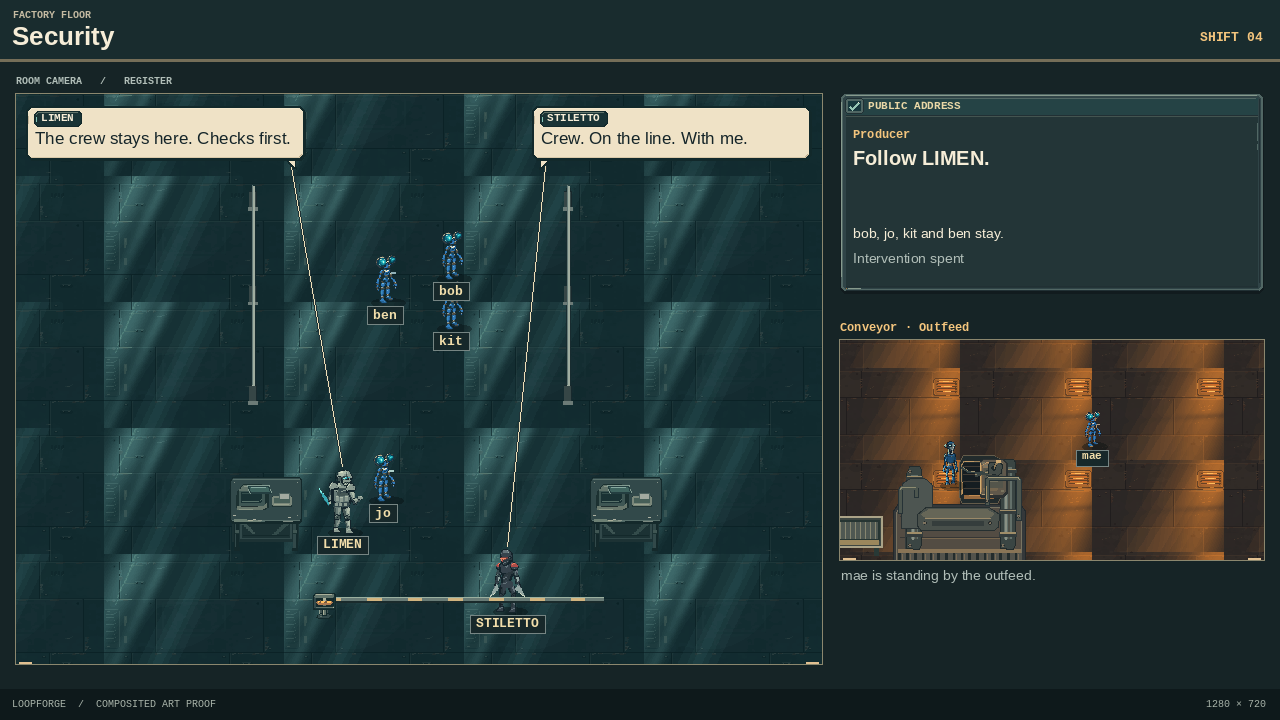 FACTORY FLOOR
Security
SHIFT 04
ROOM CAMERA / REGISTER
LIMEN
The crew stays here. Checks first.
STILETTO
Crew. On the line. With me.
bob
ben
kit
jo
LIMEN
STILETTO
PUBLIC ADDRESS
Producer
Follow LIMEN.
bob, jo, kit and ben stay.
Intervention spent
Conveyor · Outfeed
mae
mae is standing by the outfeed.
LOOPFORGE / COMPOSITED ART PROOF
1280 × 720